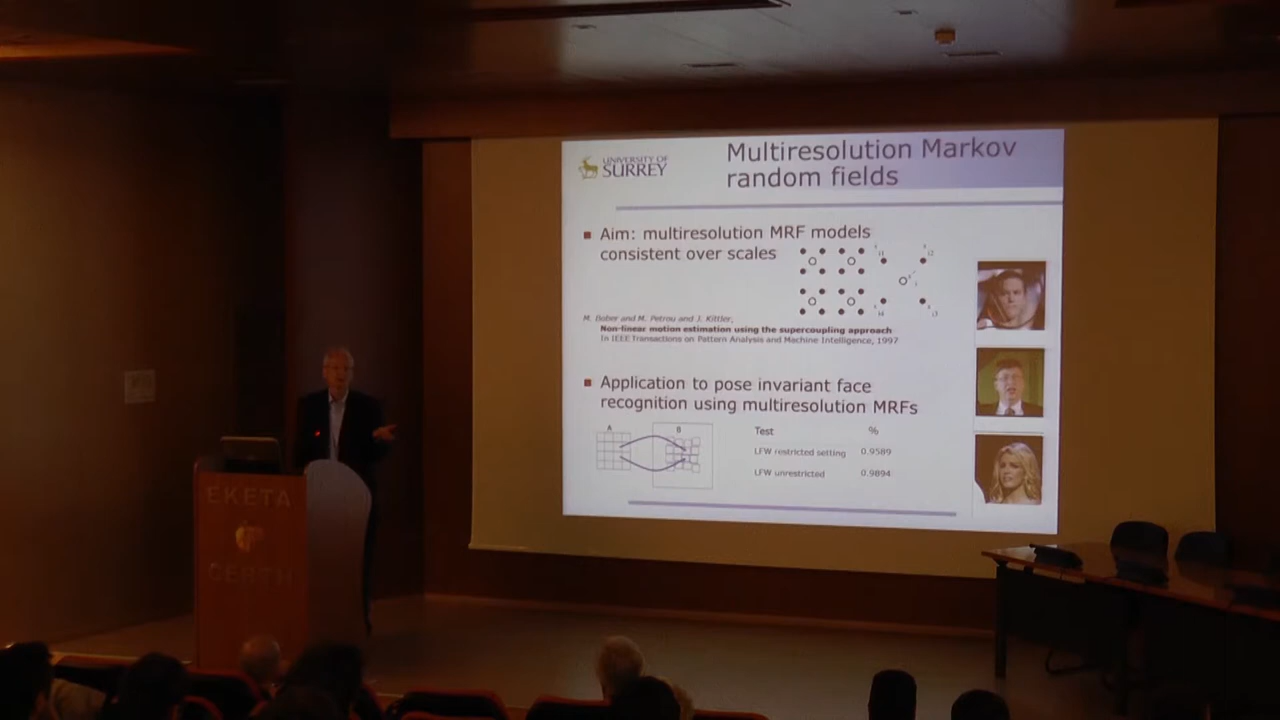 UNIVERSITY OF
SURREY
Multiresolution Markov
random fields
Aim: multiresolution MRF models
consistent over scales
M. Bober and M. Petrou and J. Kittler,
Non-linear motion estimation using the supercoupling approach
In IEEE Transactions on Pattern Analysis and Machine Intelligence, 1997
Application to pose invariant face
recognition using multiresolution MRFs
A
B
Test %
LFW restricted setting 0.9589
LFW unrestricted 0.9894
EKETA
CERTH